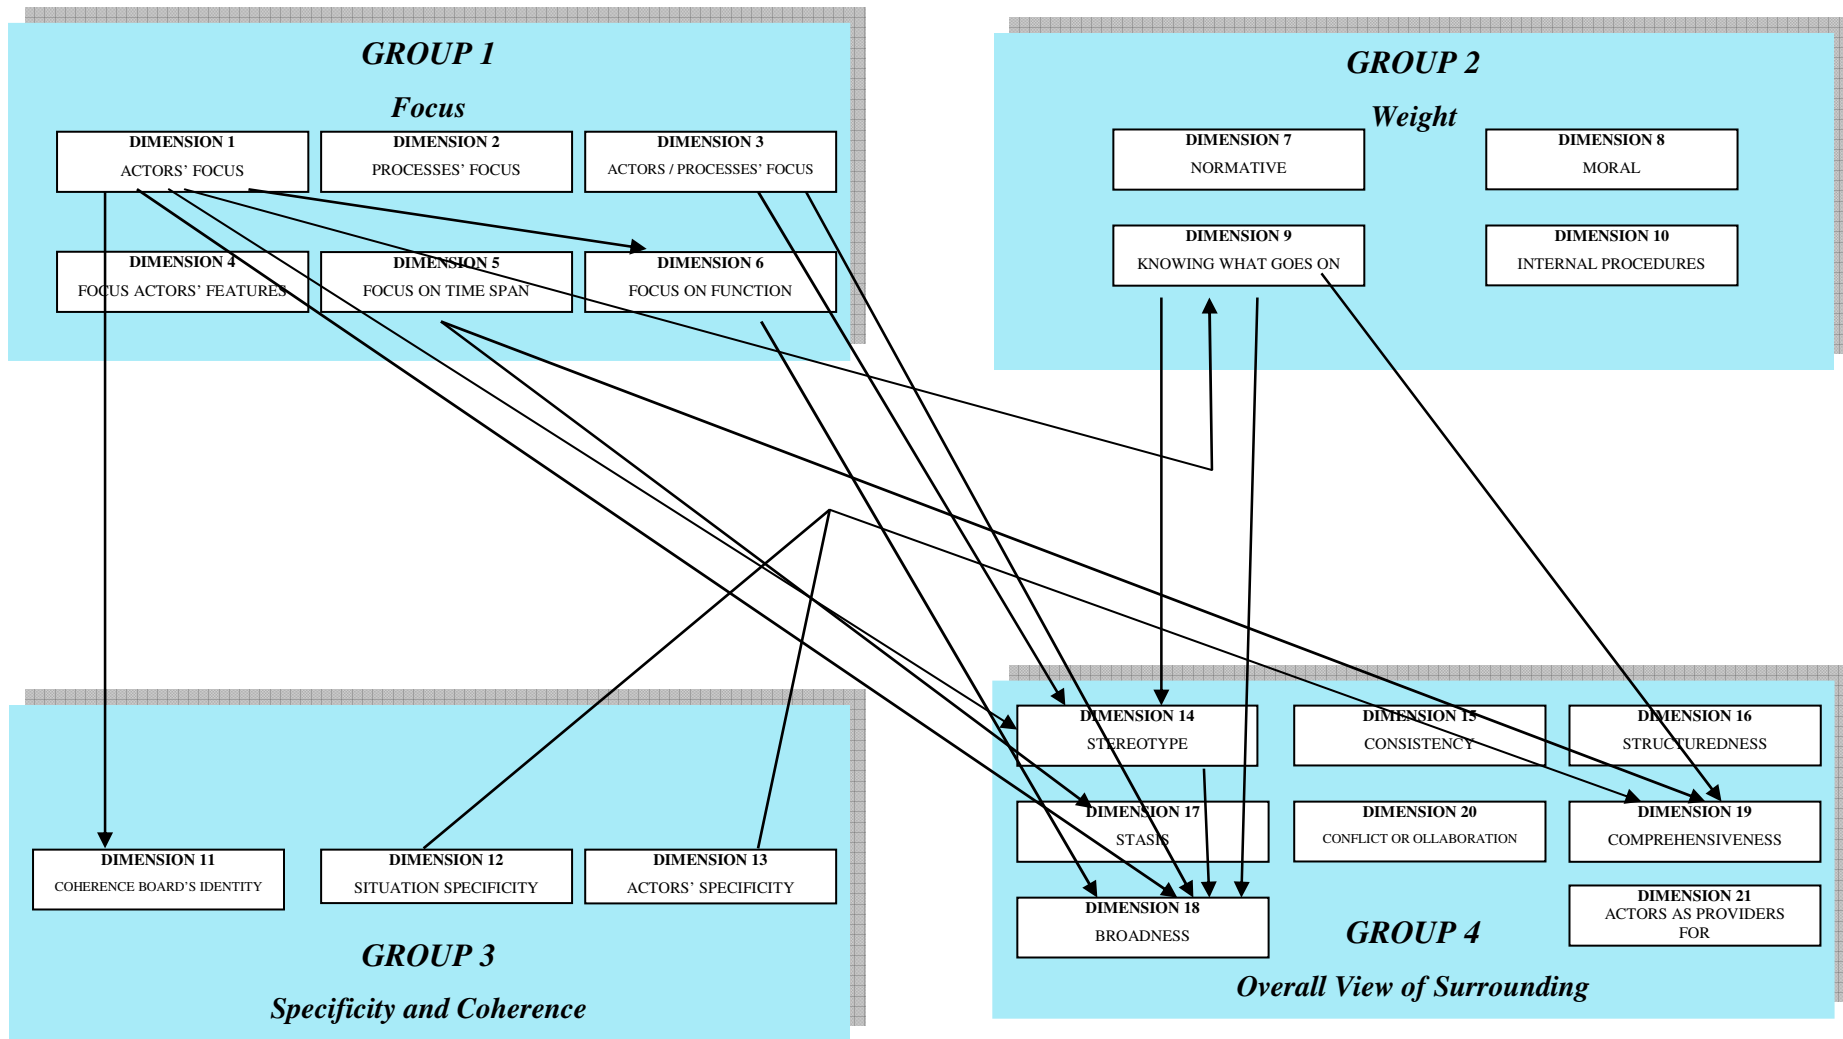 GROUP 1
Focus
DIMENSION 1
ACTORS’ FOCUS
DIMENSION 2
PROCESSES’ FOCUS
DIMENSION 3
ACTORS / PROCESSES’ FOCUS
DIMENSION 4
FOCUS ACTORS’ FEATURES
DIMENSION 5
FOCUS ON TIME SPAN
DIMENSION 6
FOCUS ON FUNCTION
GROUP 2
Weight
DIMENSION 7
NORMATIVE
DIMENSION 8
MORAL
DIMENSION 9
KNOWING WHAT GOES ON
DIMENSION 10
INTERNAL PROCEDURES
DIMENSION 11
COHERENCE BOARD’S IDENTITY
DIMENSION 12
SITUATION SPECIFICITY
DIMENSION 13
ACTORS’ SPECIFICITY
GROUP 3
Specificity and Coherence
DIMENSION 14
STEREOTYPE
DIMENSION 15
CONSISTENCY
DIMENSION 16
STRUCTUREDNESS
DIMENSION 17
STASIS
DIMENSION 20
CONFLICT OR OLLABORATION
DIMENSION 19
COMPREHENSIVENESS
DIMENSION 18
BROADNESS
DIMENSION 21
ACTORS AS PROVIDERS
FOR
GROUP 4
Overall View of Surrounding